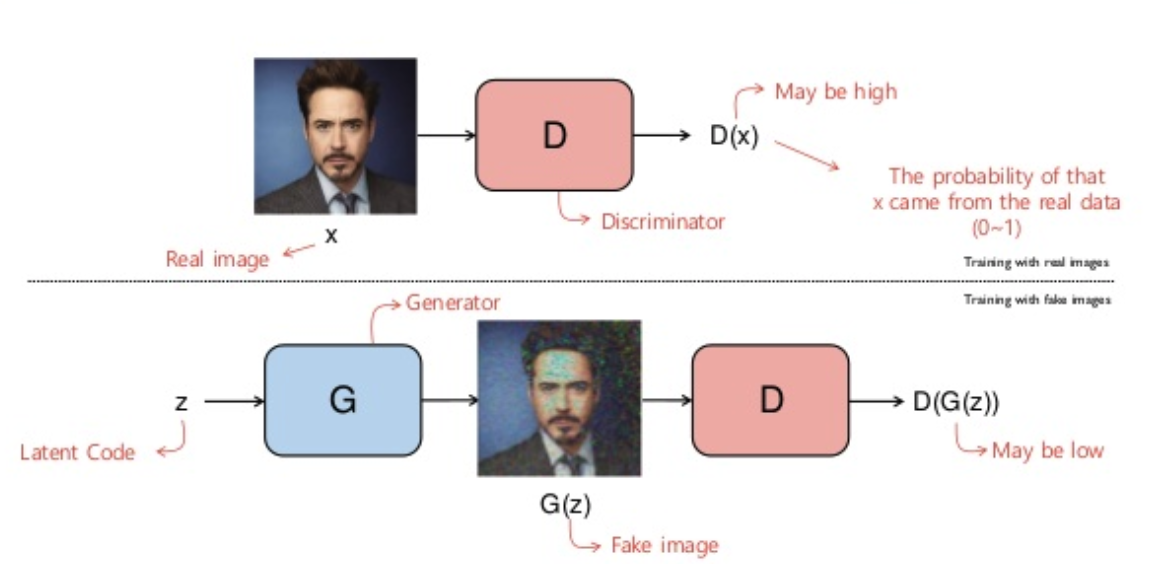 May be high
D
D(x)
The probability of that
x came from the real data
(0~1)
Discriminator
x
Real image
Training with real images
Training with fake images
Generator
z
G
D
D(G(z))
Latent Code
May be low
G(z)
Fake image